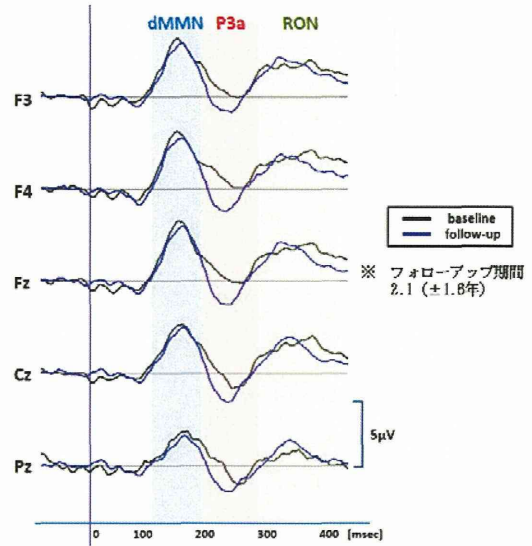 dMMN P3a RON
F3
F4
baseline
follow-up
Fz
※ フォローアップ期間
2.1 (±1.6年)
Cz
5μV
Pz
0 100 200 300 400 [msec]